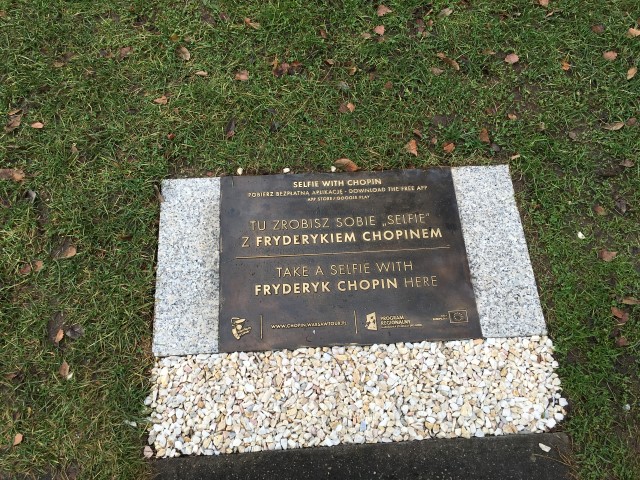 SELFIE WITH CHOPIN
POBIERZ BEZPŁATNĄ APLIKACJĘ - DOWNLOAD THE FREE APP
APP STORE / GOOGLE PLAY
TU ZROBISZ SOBIE „SELFIE”
Z FRYDERYKIEM CHOPINEM
TAKE A SELFIE WITH
FRYDERYK CHOPIN HERE
WWW.CHOPIN.WARSAWTOUR.PL
PROGRAM
REGIONALNY